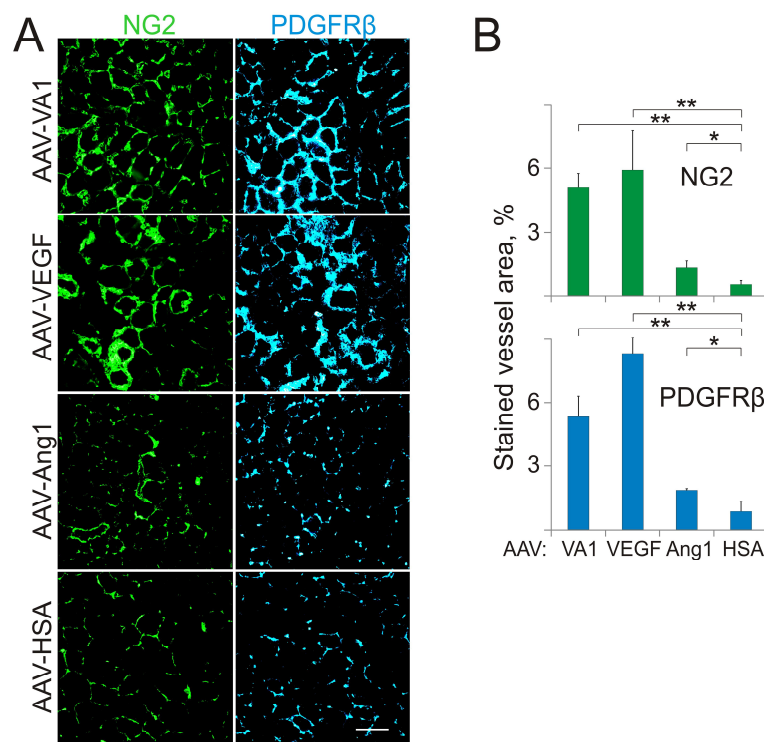 A
NG2
PDGFRβ
AAV-VA1
AAV-VEGF
AAV-Ang1
AAV-HSA
B
Stained vessel area, %
**
**
*
6
NG2
3
**
**
*
6
PDGFRβ
3
AAV: VA1 VEGF Ang1 HSA